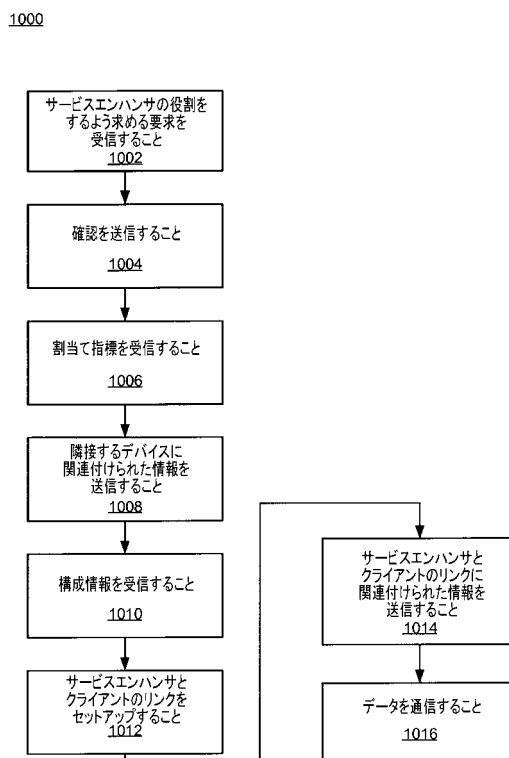 1000
サービスエンハンサの役割を
するよう求める要求を
受信すること
1002
確認を送信すること
1004
割当て指標を受信すること
1006
隣接するデバイスに
関連付けられた情報を
送信すること
1008
構成情報を受信すること
1010
サービスエンハンサと
クライアントのリンクを
セットアップすること
1012
サービスエンハンサと
クライアントのリンクに
関連付けられた情報を
送信すること
1014
データを通信すること
1016